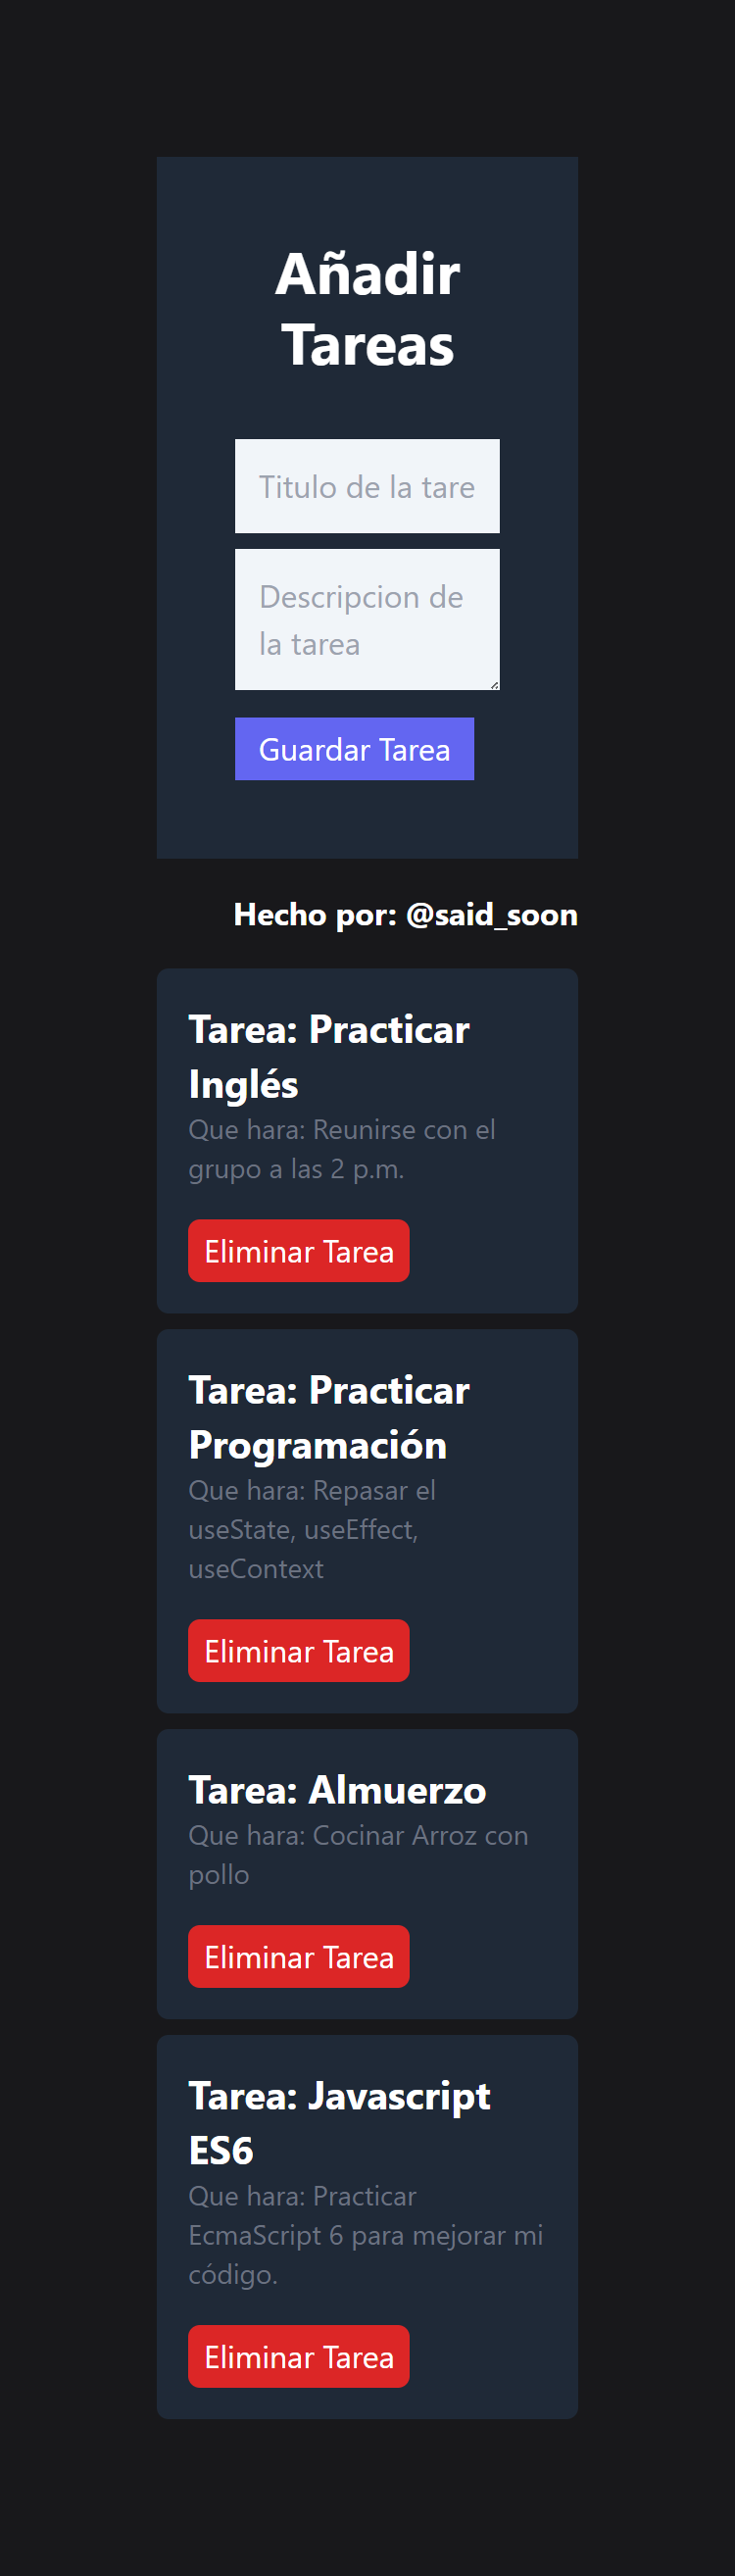 Añadir
Tareas
Titulo de la tare
Descripcion de
la tarea
Guardar Tarea
Hecho por: @said_soon
Tarea: Practicar
Inglés
Que hara: Reunirse con el
grupo a las 2 p.m.
Eliminar Tarea
Tarea: Practicar
Programación
Que hara: Repasar el
useState, useEffect,
useContext
Eliminar Tarea
Tarea: Almuerzo
Que hara: Cocinar Arroz con
pollo
Eliminar Tarea
Tarea: Javascript
ES6
Que hara: Practicar
EcmaScript 6 para mejorar mi
código.
Eliminar Tarea